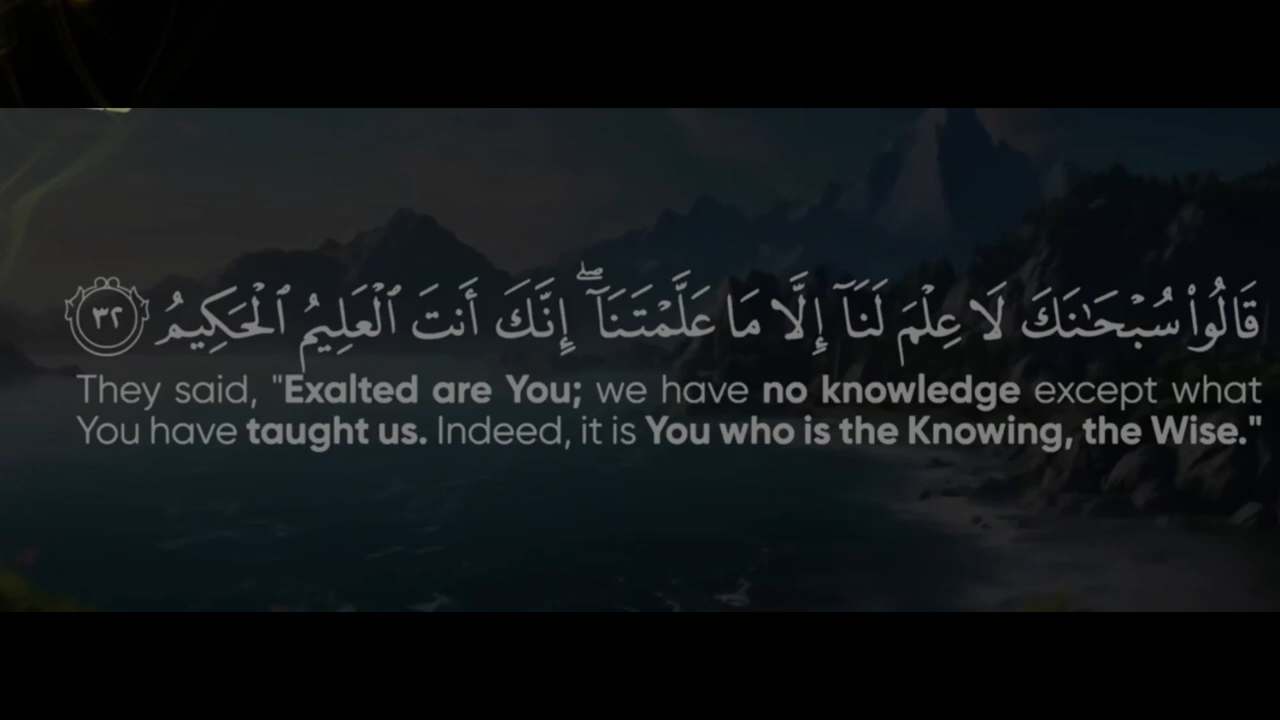 قَالُوا۟ سُبْحَـٰنَكَ لَا عِلْمَ لَنَآ إِلَّا مَا عَلَّمْتَنَآ ۖ إِنَّكَ أَنتَ ٱلْعَلِيمُ ٱلْحَكِيمُ ٣٢
They said, "Exalted are You; we have no knowledge except what
You have taught us. Indeed, it is You who is the Knowing, the Wise."